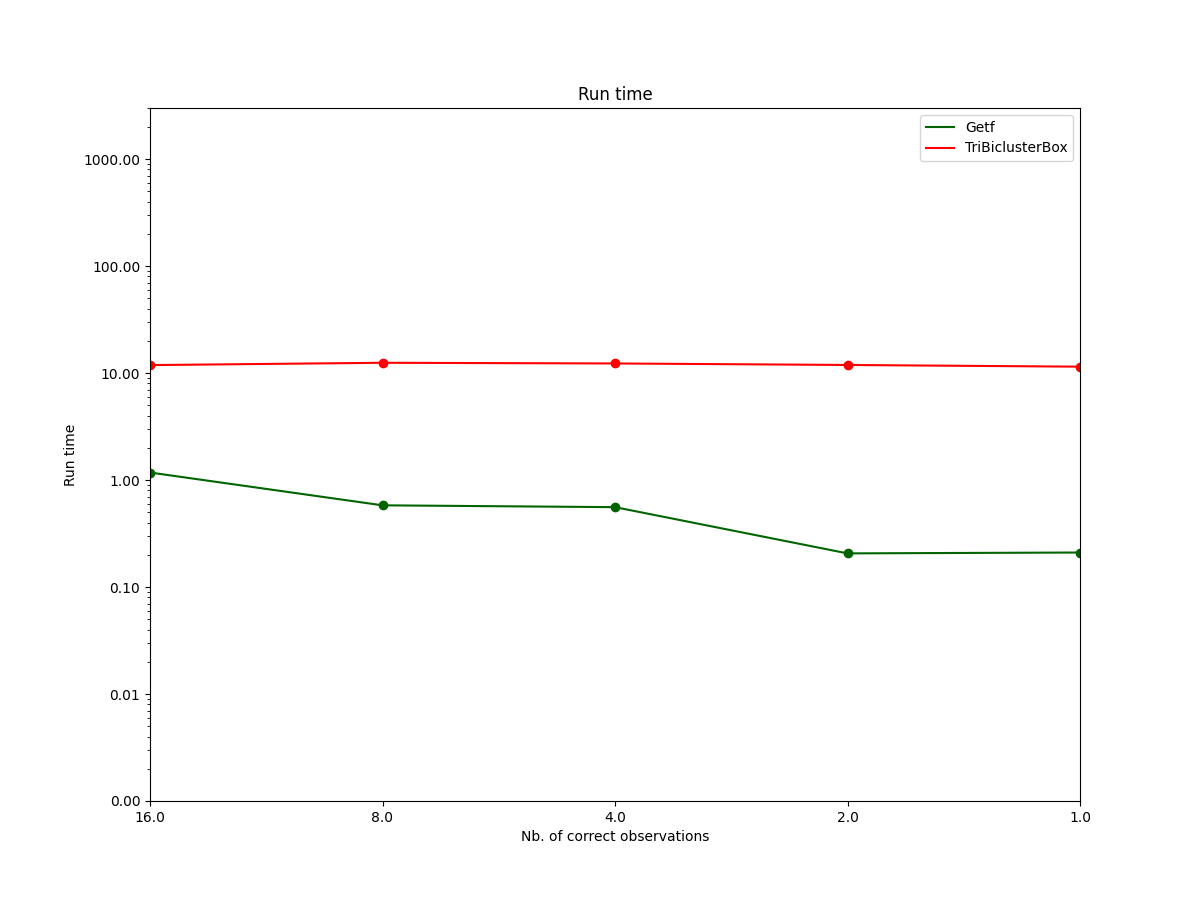 Run time
Getf
TriBiclusterBox
1000.00
100.00
10.00
1.00
0.10
0.01
0.00
Run time
16.0 8.0 4.0 2.0 1.0
Nb. of correct observations